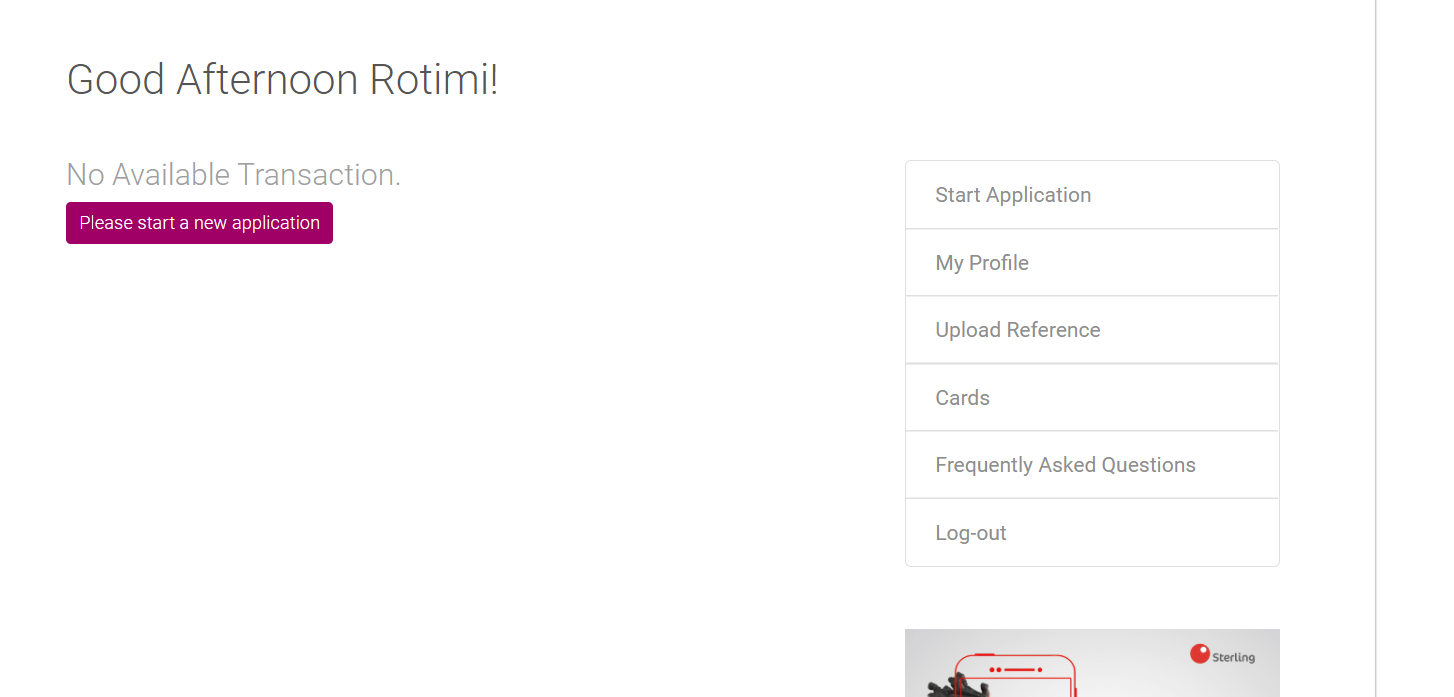 Good Afternoon Rotimi!
No Available Transaction.
Please start a new application
Start Application
My Profile
Upload Reference
Cards
Frequently Asked Questions
Log-out
Sterling